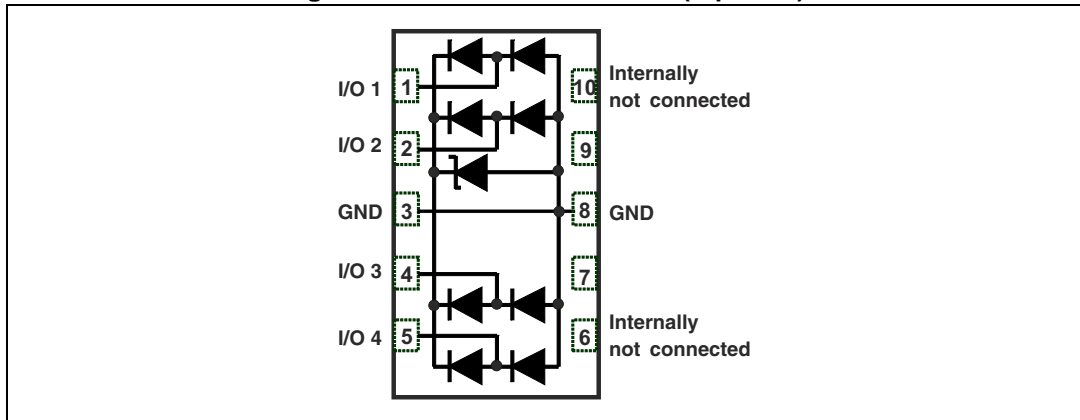 I/O 1
1
10
Internally
not connected
I/O 2
2
9
GND
3
8
GND
I/O 3
4
7
I/O 4
5
6
Internally
not connected